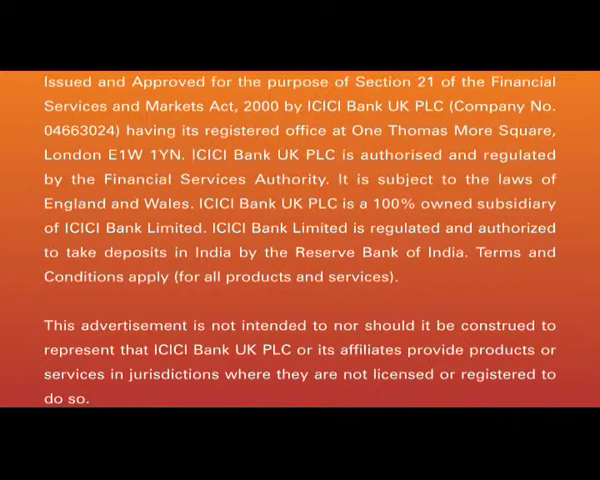 Issued and Approved for the purpose of Section 21 of the Financial
Services and Markets Act, 2000 by ICICI Bank UK PLC (Company No.
04663024) having its registered office at One Thomas More Square,
London E1W 1YN. ICICI Bank UK PLC is authorised and regulated
by the Financial Services Authority. It is subject to the laws of
England and Wales. ICICI Bank UK PLC is a 100% owned subsidiary
of ICICI Bank Limited. ICICI Bank Limited is regulated and authorized
to take deposits in India by the Reserve Bank of India. Terms and
Conditions apply (for all products and services).
This advertisement is not intended to nor should it be construed to
represent that ICICI Bank UK PLC or its affiliates provide products or
services in jurisdictions where they are not licensed or registered to
do so.